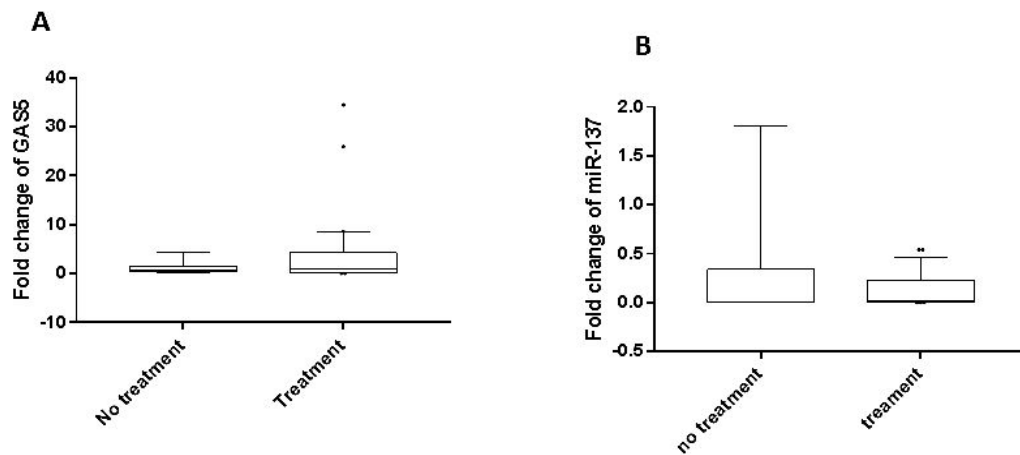 A
Fold change of GAS5
40
30
20
10
0
-10
No treatment
Treatment
B
Fold change of miR-137
2.0
1.5
1.0
0.5
0.0
-0.5
no treatment
treament